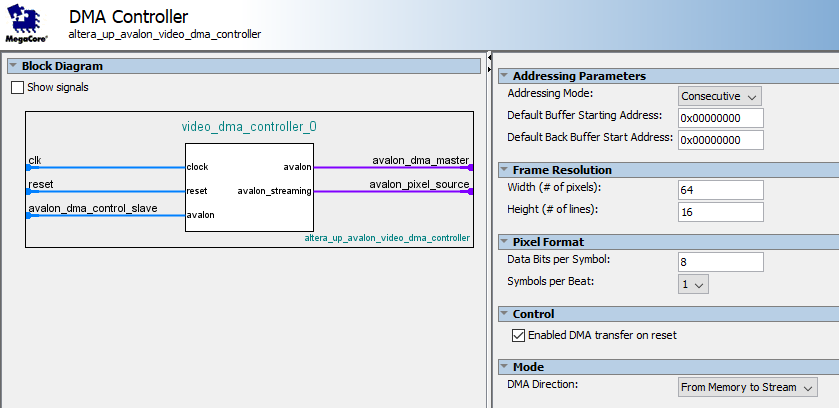 DMA Controller
MegaCore
altera_up_avalon_video_dma_controller
Block Diagram
Show signals
video_dma_controller_0
clk
clock
avalon
avalon_dma_master
reset
reset
avalon_streaming
avalon_pixel_source
avalon_dma_control_slave
avalon
altera_up_avalon_video_dma_controller
Addressing Parameters
Addressing Mode: Consecutive
Default Buffer Starting Address: 0x00000000
Default Back Buffer Start Address: 0x00000000
Frame Resolution
Width (# of pixels): 64
Height (# of lines): 16
Pixel Format
Data Bits per Symbol: 8
Symbols per Beat: 1
Control
Enabled DMA transfer on reset
Mode
DMA Direction: From Memory to Stream